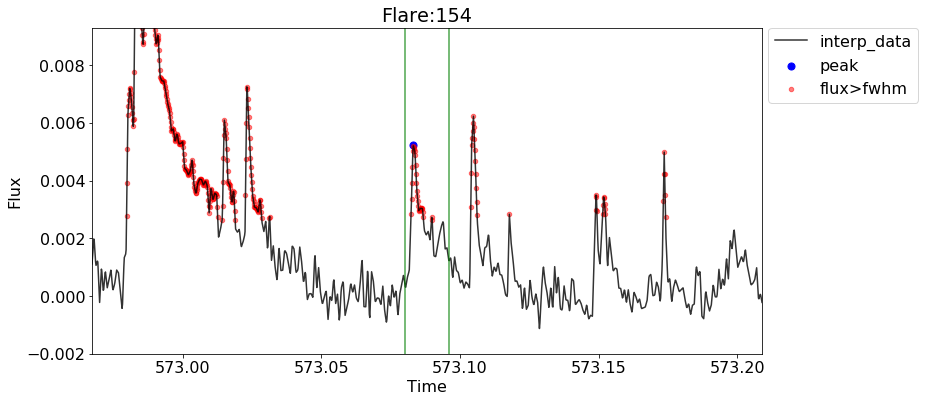 Flare:154
0.008
0.006
0.004
0.002
0.000
−0.002
Flux
573.00
573.05
573.10
573.15
573.20
Time
interp_data
peak
flux>fwhm